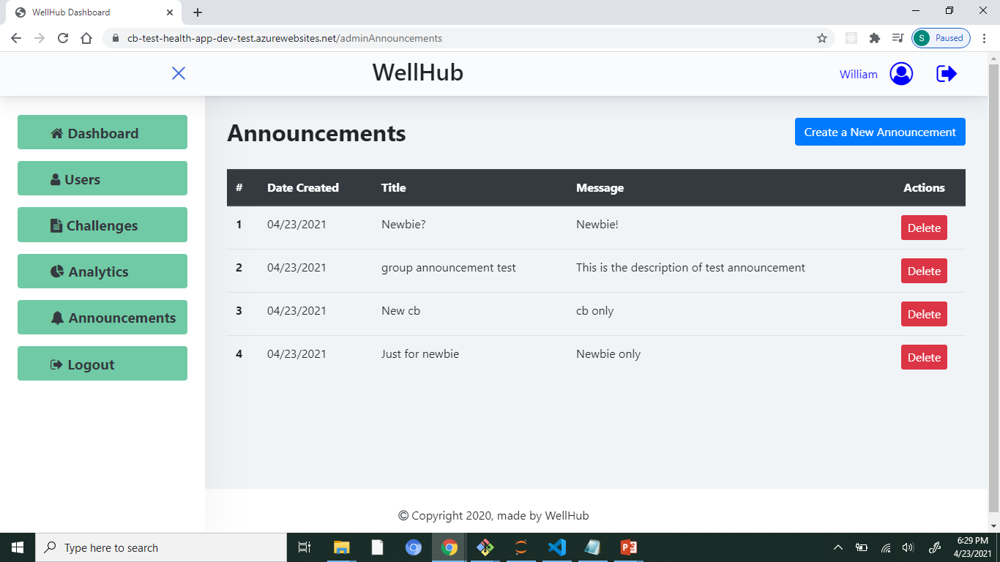 WellHub Dashboard
cb-test-health-app-dev-test.azurewebsites.net/adminAnnouncements
S Paused
WellHub
William
Dashboard
Users
Challenges
Analytics
Announcements
Logout
Announcements
Create a New Announcement
# Date Created Title Message Actions
1 04/23/2021 Newbie? Newbie! Delete
2 04/23/2021 group announcement test This is the description of test announcement Delete
3 04/23/2021 New cb cb only Delete
4 04/23/2021 Just for newbie Newbie only Delete
© Copyright 2020, made by WellHub
Type here to search
6:29 PM
4/23/2021